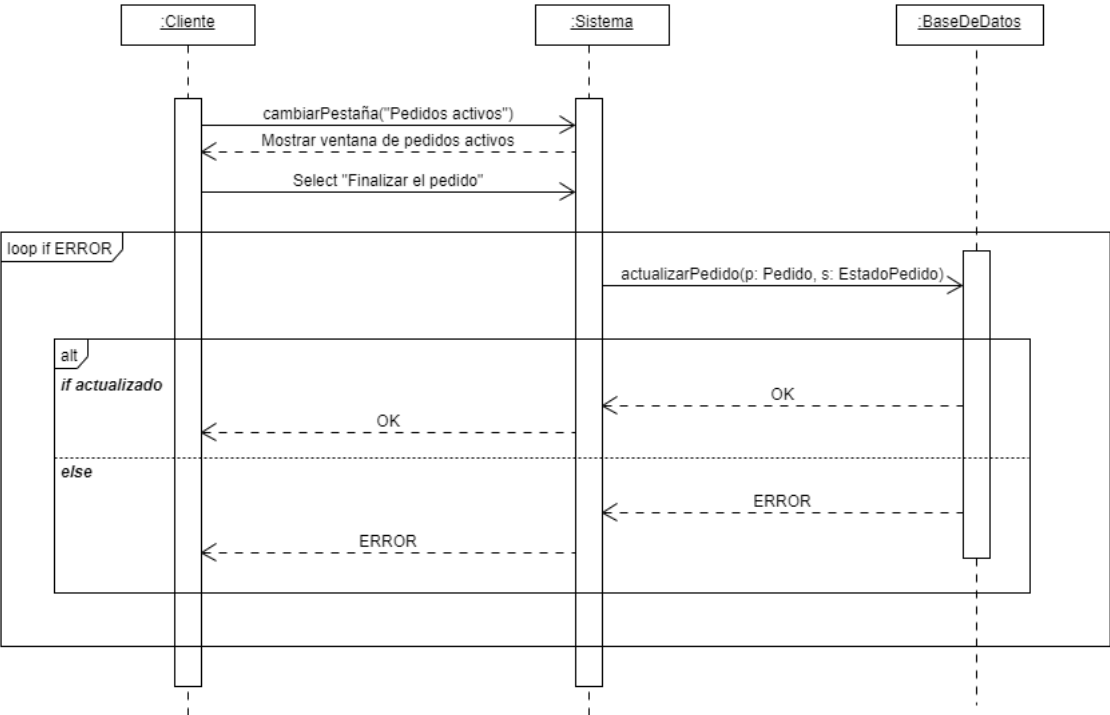 :Cliente
:Sistema
:BaseDeDatos
cambiarPestaña("Pedidos activos")
Mostrar ventana de pedidos activos
Select "Finalizar el pedido"
loop if ERROR
actualizarPedido(p: Pedido, s: EstadoPedido)
alt
if actualizado
OK
OK
else
ERROR
ERROR